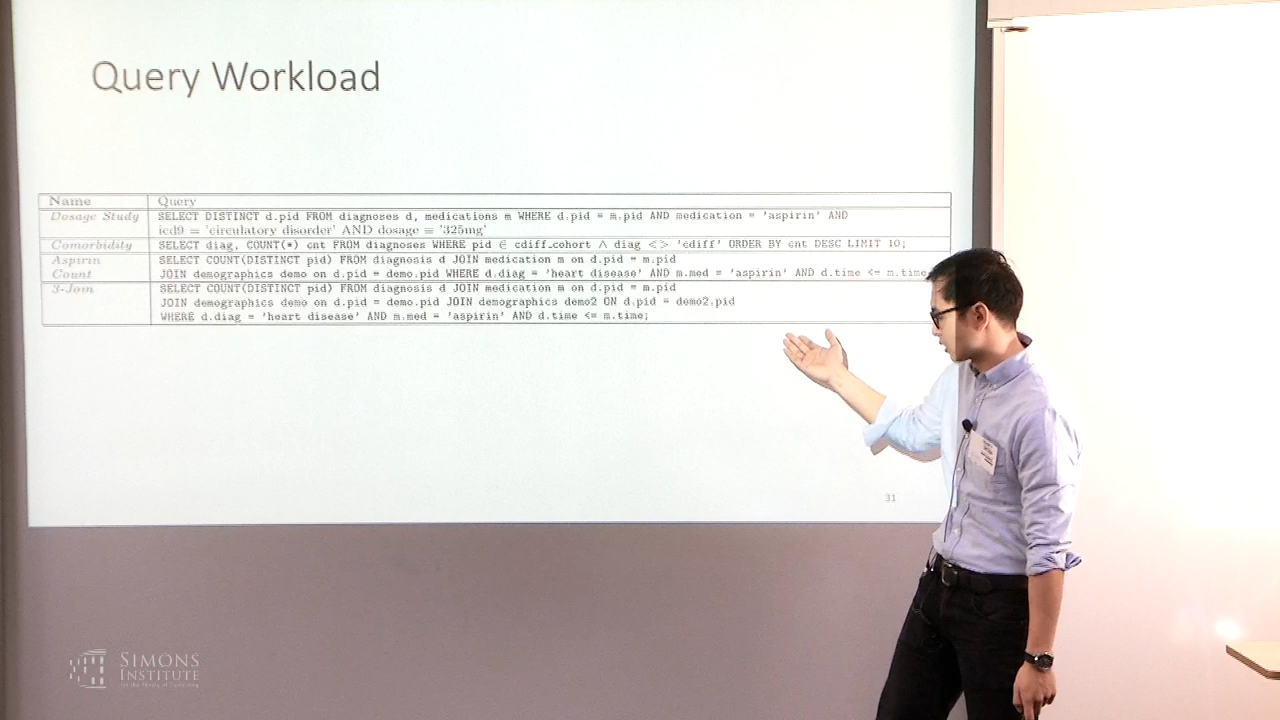 Query Workload
Name Query
Dosage Study SELECT DISTINCT d.pid FROM diagnoses d, medications m WHERE d.pid = m.pid AND medication = 'aspirin' AND
icd9 = 'circulatory disorder' AND dosage = '325mg'
Comorbidity SELECT diag, COUNT(*) cnt FROM diagnoses WHERE pid ∈ cdiff_cohort ∧ diag <> 'cdiff' ORDER BY cnt DESC LIMIT 10;
Aspirin SELECT COUNT(DISTINCT pid) FROM diagnosis d JOIN medication m on d.pid = m.pid
Count JOIN demographics demo on d.pid = demo.pid WHERE d.diag = 'heart disease' AND m.med = 'aspirin' AND d.time <= m.time
3-Join SELECT COUNT(DISTINCT pid) FROM diagnosis d JOIN medication m on d.pid = m.pid
JOIN demographics demo on d.pid = demo.pid JOIN demographics demo2 ON d.pid = demo2.pid
WHERE d.diag = 'heart disease' AND m.med = 'aspirin' AND d.time <= m.time;
31
SIMONS
INSTITUTE
for the Theory of Computing